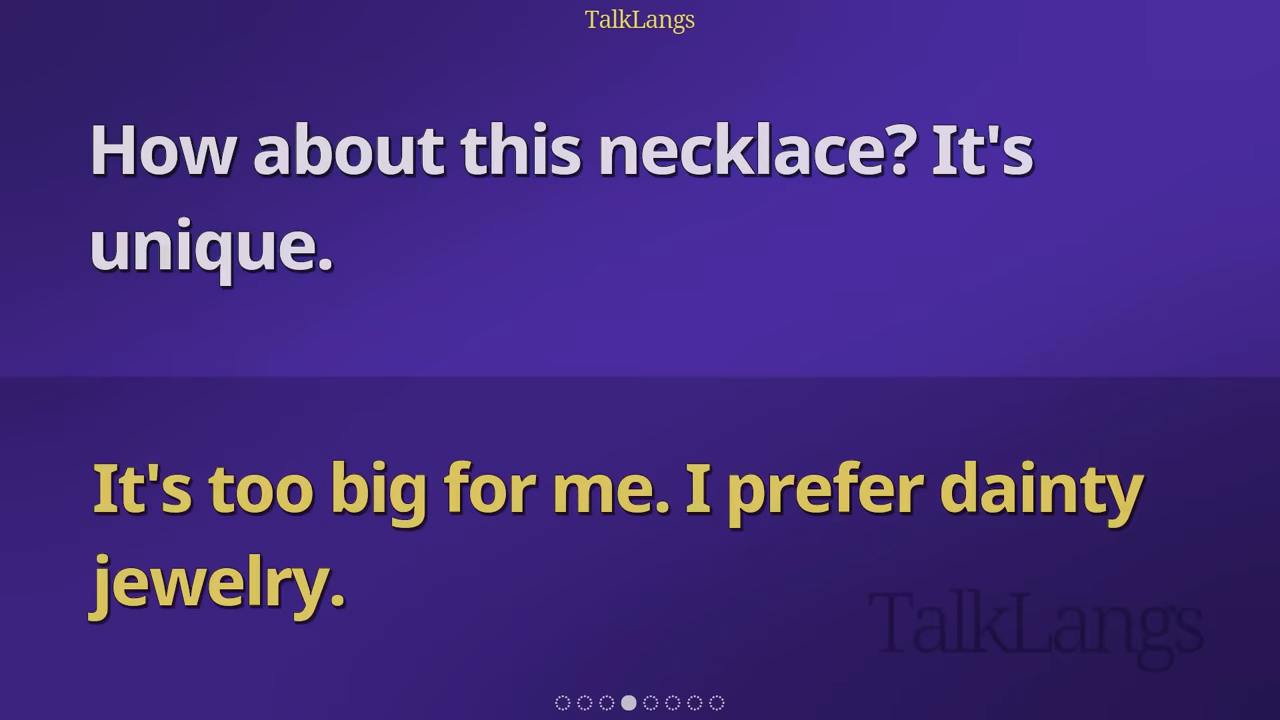 TalkLangs
How about this necklace? It's
unique.
It's too big for me. I prefer dainty
jewelry.
TalkLangs